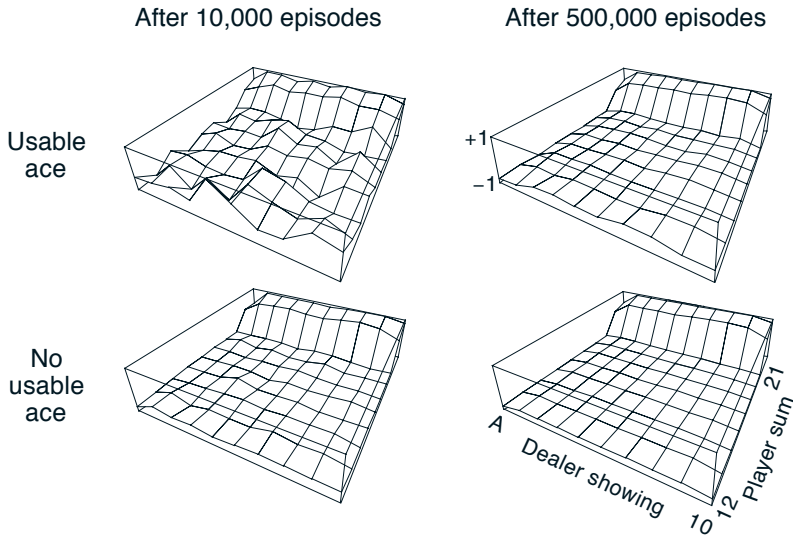 After 10,000 episodes
After 500,000 episodes
Usable
ace
+1
−1
No
usable
ace
A
Dealer showing
10
12
Player sum
21